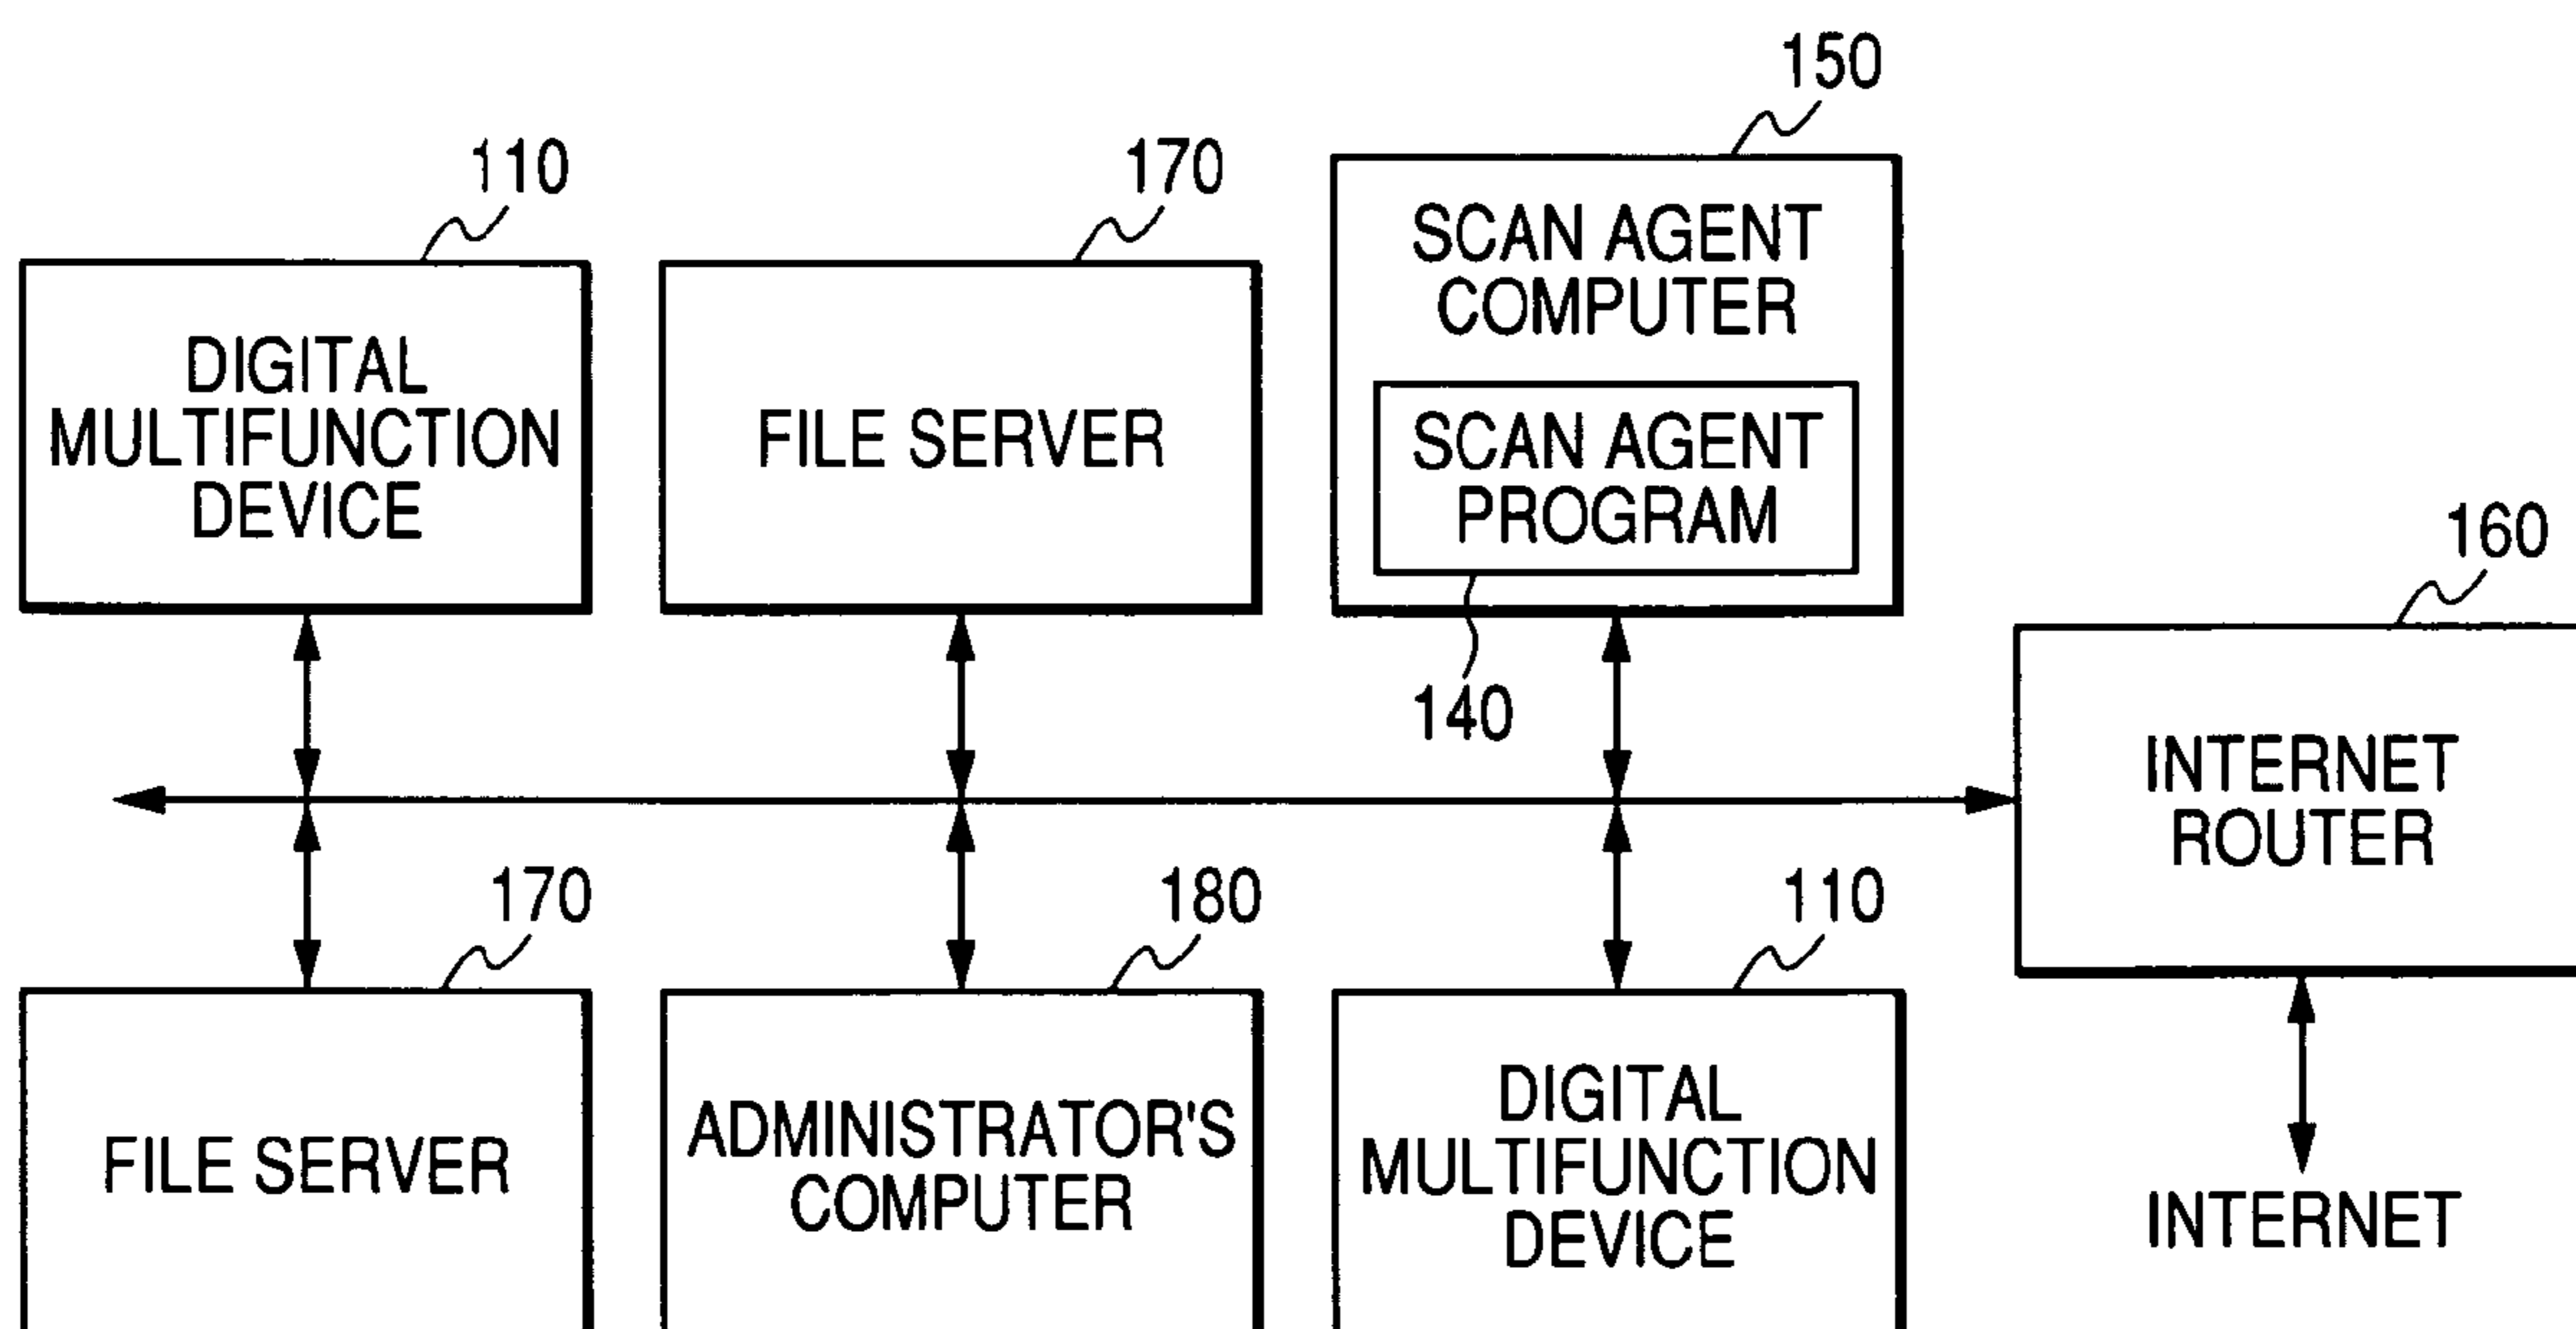 150
110
170
SCAN AGENT
COMPUTER
DIGITAL
MULTIFUNCTION
DEVICE
FILE SERVER
SCAN AGENT
PROGRAM
160
140
INTERNET
ROUTER
170
180
110
FILE SERVER
ADMINISTRATOR'S
COMPUTER
DIGITAL
MULTIFUNCTION
DEVICE
INTERNET